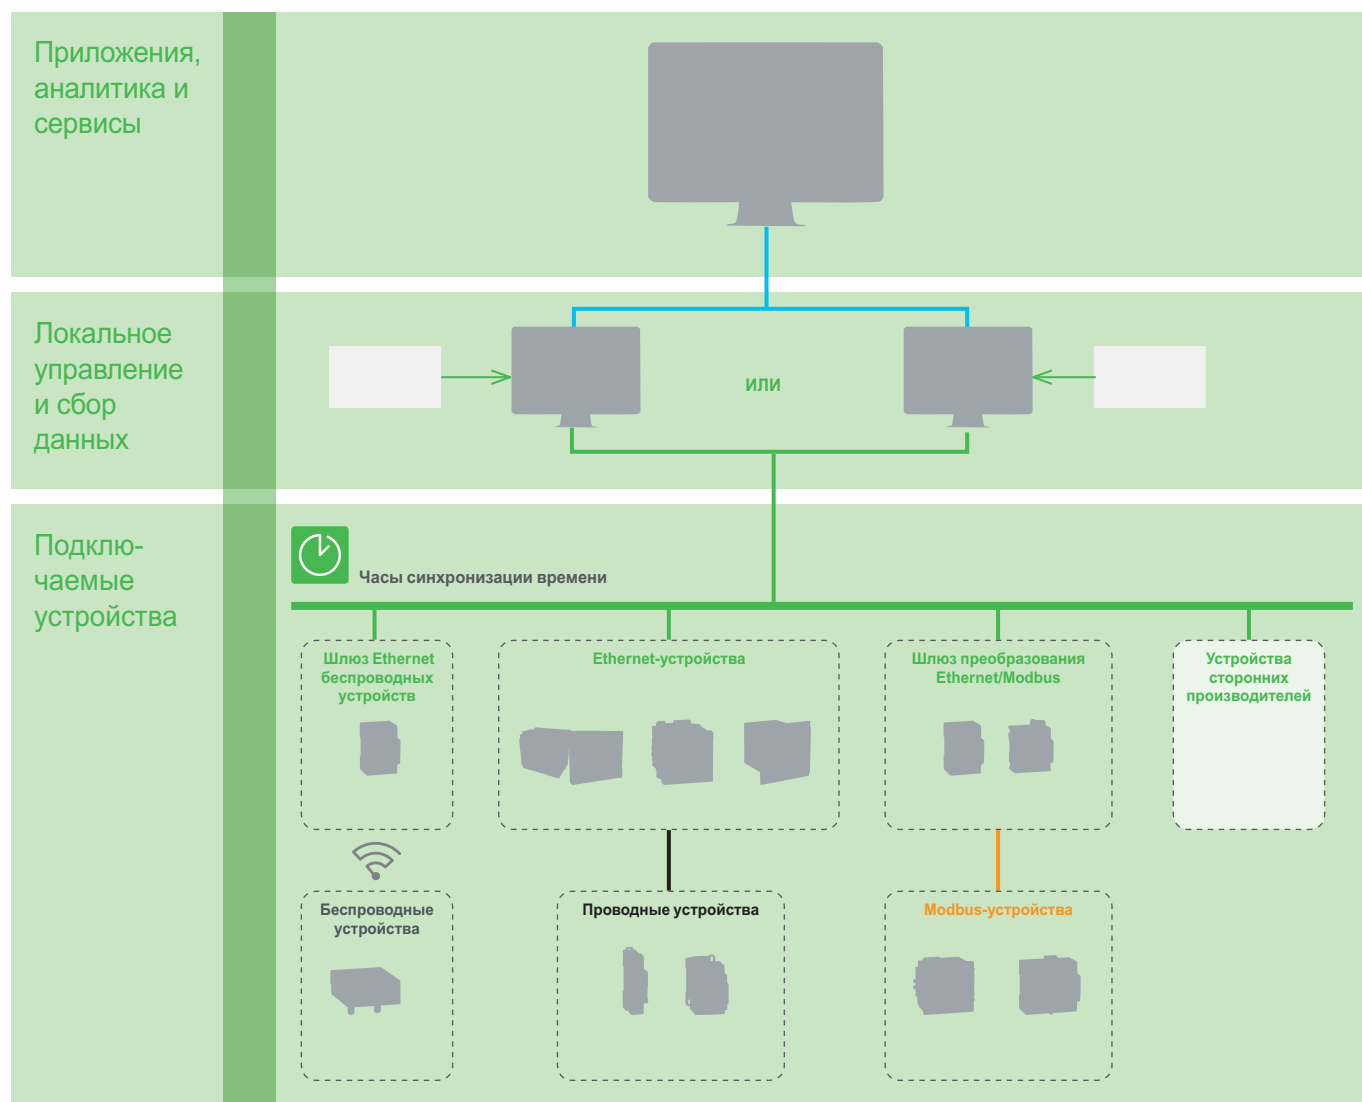 Приложения,
аналитика и
сервисы
Локальное
управление
и сбор
данных
ИЛИ
Подклю-
чаемые
устройства
Часы синхронизации времени
Шлюз Ethernet
беспроводных
устройств
Ethernet-устройства
Шлюз преобразования
Ethernet/Modbus
Устройства
сторонних
производителей
Беспроводные
устройства
Проводные устройства
Modbus-устройства